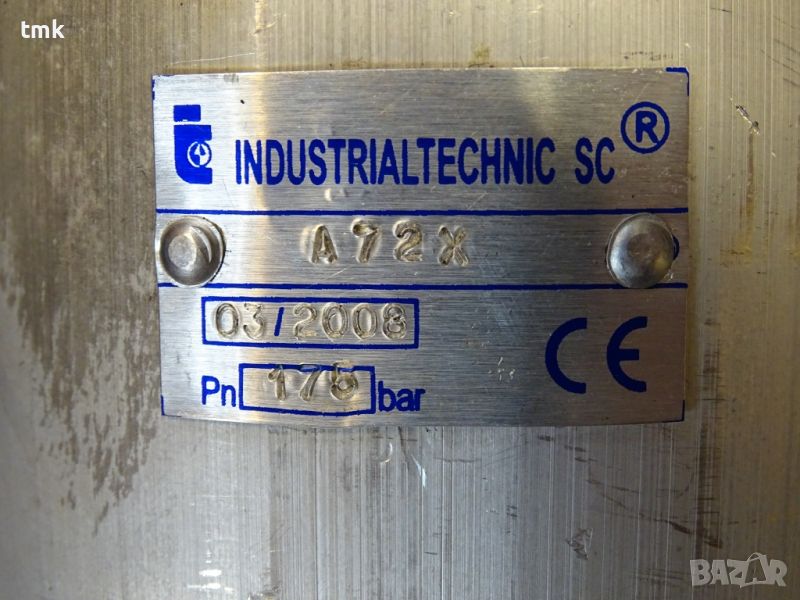 tmk
INDUSTRIALTECHNIC SC ®
A72X
03/2008
Pn 175 bar
CE
BAZAR